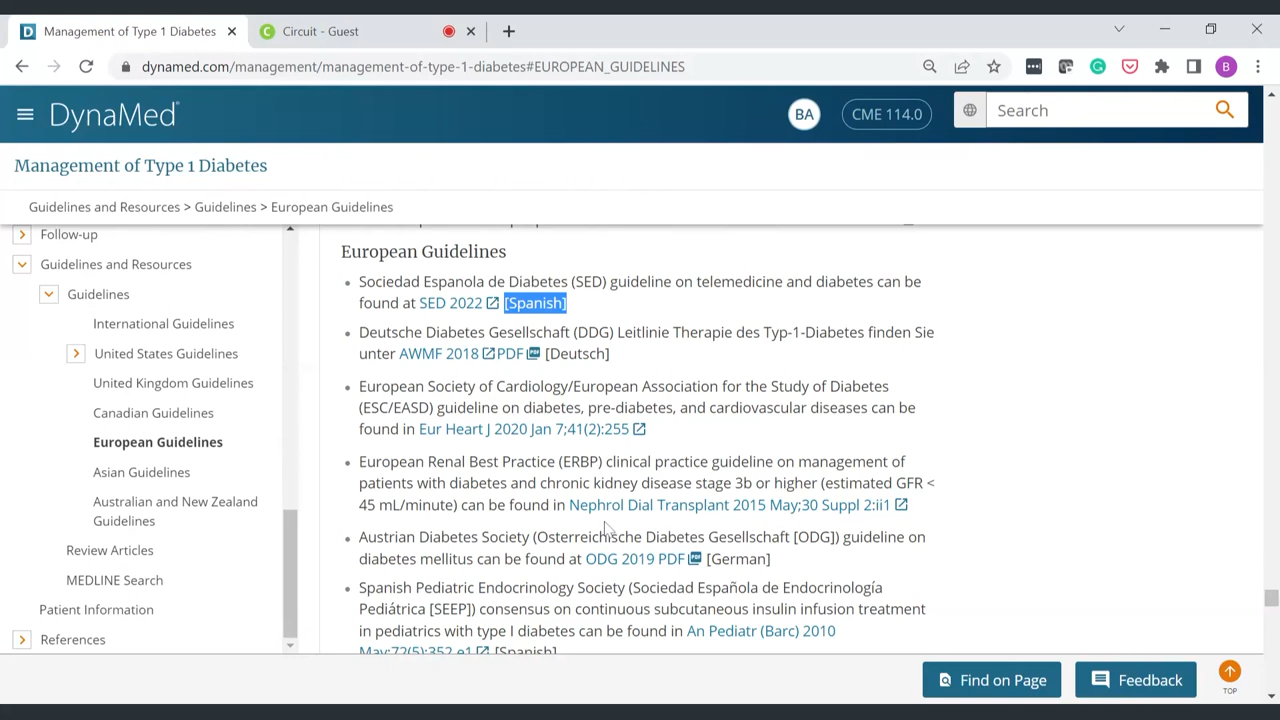 Management of Type 1 Diabetes
Circuit - Guest
dynamed.com/management/management-of-type-1-diabetes#EUROPEAN_GUIDELINES
B
DynaMed
BA
CME 114.0
Search
Management of Type 1 Diabetes
Guidelines and Resources > Guidelines > European Guidelines
Follow-up
Guidelines and Resources
Guidelines
International Guidelines
United States Guidelines
United Kingdom Guidelines
Canadian Guidelines
European Guidelines
Asian Guidelines
Australian and New Zealand
Guidelines
Review Articles
MEDLINE Search
Patient Information
References
European Guidelines
Sociedad Espanola de Diabetes (SED) guideline on telemedicine and diabetes can be
found at SED 2022 [Spanish]
Deutsche Diabetes Gesellschaft (DDG) Leitlinie Therapie des Typ-1-Diabetes finden Sie
unter AWMF 2018 PDF [Deutsch]
European Society of Cardiology/European Association for the Study of Diabetes
(ESC/EASD) guideline on diabetes, pre-diabetes, and cardiovascular diseases can be
found in Eur Heart J 2020 Jan 7;41(2):255
European Renal Best Practice (ERBP) clinical practice guideline on management of
patients with diabetes and chronic kidney disease stage 3b or higher (estimated GFR <
45 mL/minute) can be found in Nephrol Dial Transplant 2015 May;30 Suppl 2:ii1
Austrian Diabetes Society (Osterreichische Diabetes Gesellschaft [ODG]) guideline on
diabetes mellitus can be found at ODG 2019 PDF [German]
Spanish Pediatric Endocrinology Society (Sociedad Española de Endocrinología
Pediátrica [SEEP]) consensus on continuous subcutaneous insulin infusion treatment
in pediatrics with type I diabetes can be found in An Pediatr (Barc) 2010
May;72(5):352.e1 [Spanish]
Find on Page
Feedback
TOP